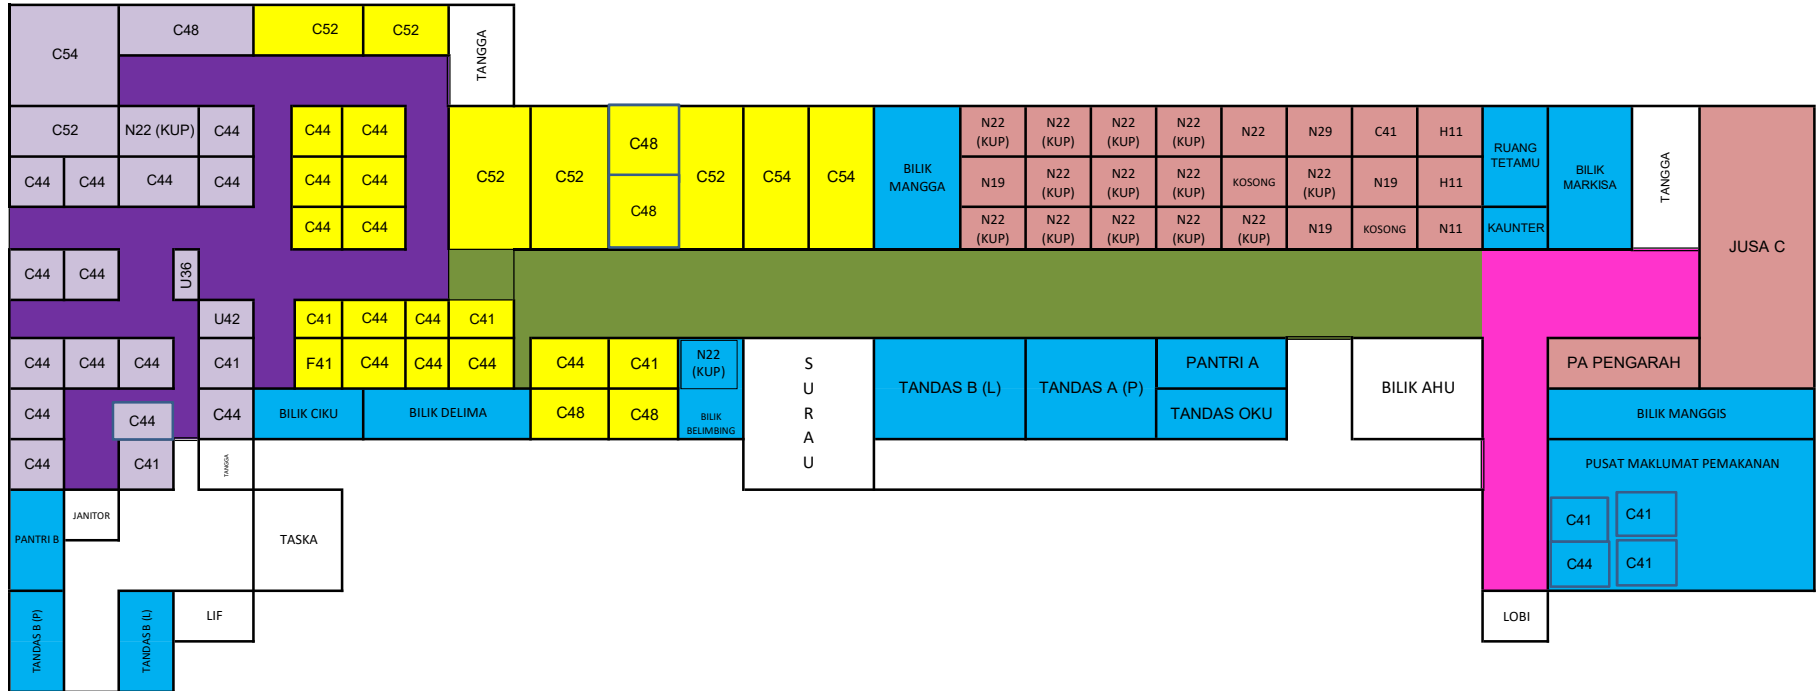 C54
C48
C52
C52
TANGGA
C52
N22 (KUP)
C44
C44
C44
C44
C44
C44
C44
C44
C44
C44
C44
C44
C52
C52
C48
C48
C52
C54
C54
BILIK
MANGGA
N22
(KUP)
N22
(KUP)
N22
(KUP)
N22
(KUP)
N22
N29
C41
H11
N19
N22
(KUP)
N22
(KUP)
N22
(KUP)
KOSONG
N22
(KUP)
N19
H11
N22
(KUP)
N22
(KUP)
N22
(KUP)
N22
(KUP)
N22
(KUP)
N19
KOSONG
N11
RUANG
TETAMU
KAUNTER
BILIK
MARKISA
TANGGA
JUSA C
C44
C44
U36
U42
C41
C44
C44
C41
C44
C44
C44
C41
F41
C44
C44
C44
C44
C41
N22
(KUP)
S
U
R
A
U
TANDAS B (L)
TANDAS A (P)
PANTRI A
TANDAS OKU
BILIK AHU
PA PENGARAH
C44
C44
C44
BILIK CIKU
BILIK DELIMA
C48
C48
BILIK
BELIMBING
BILIK MANGGIS
C44
C41
TANGGA
PUSAT MAKLUMAT PEMAKANAN
PANTRI B
JANITOR
TASKA
C41
C41
C44
C41
TANDAS B (P)
TANDAS B (L)
LIF
LOBI